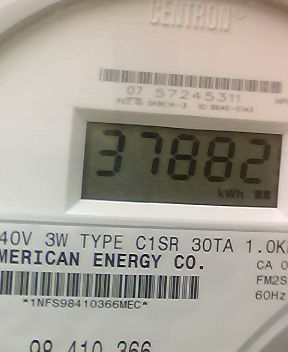 CENTRON®
07 57245311
37882
kWh
40V 3W TYPE C1SR 30TA 1.0K
MERICAN ENERGY CO.
CA 0
FM2S
*1NFS98410366MEC*
60Hz
98 410 366